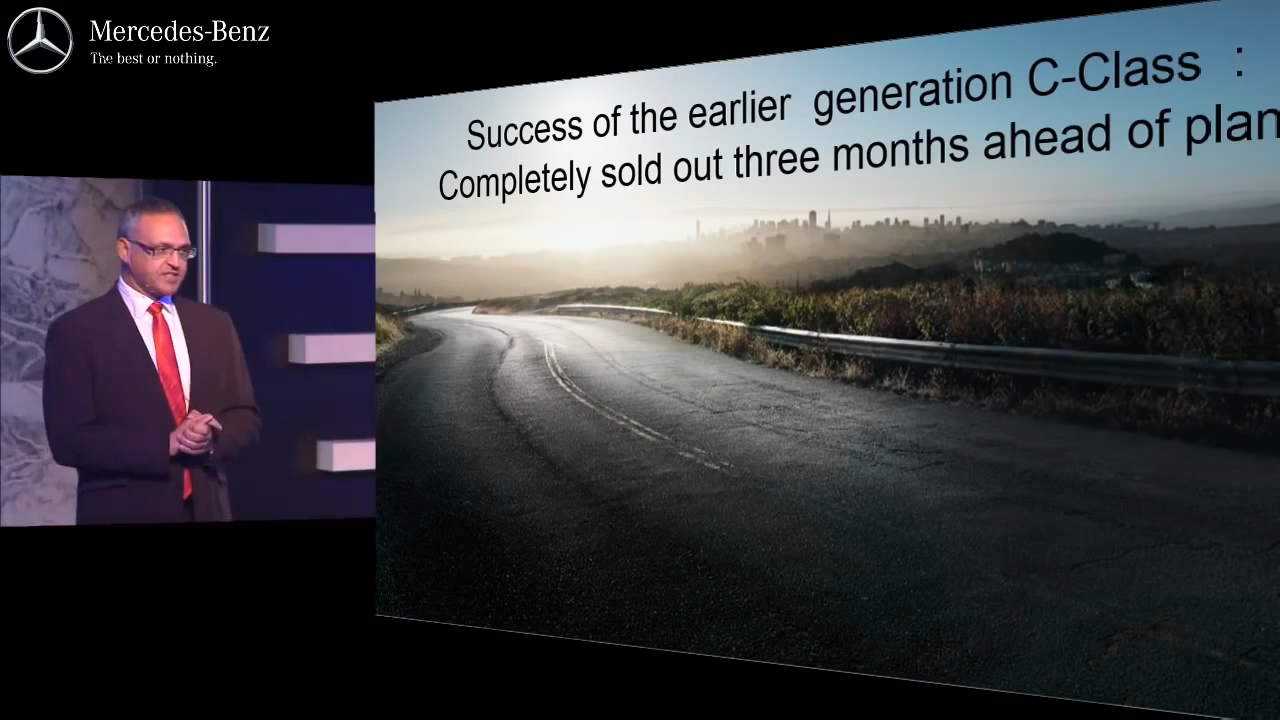 Mercedes-Benz
The best or nothing.
Success of the earlier generation C-Class :
Completely sold out three months ahead of plan